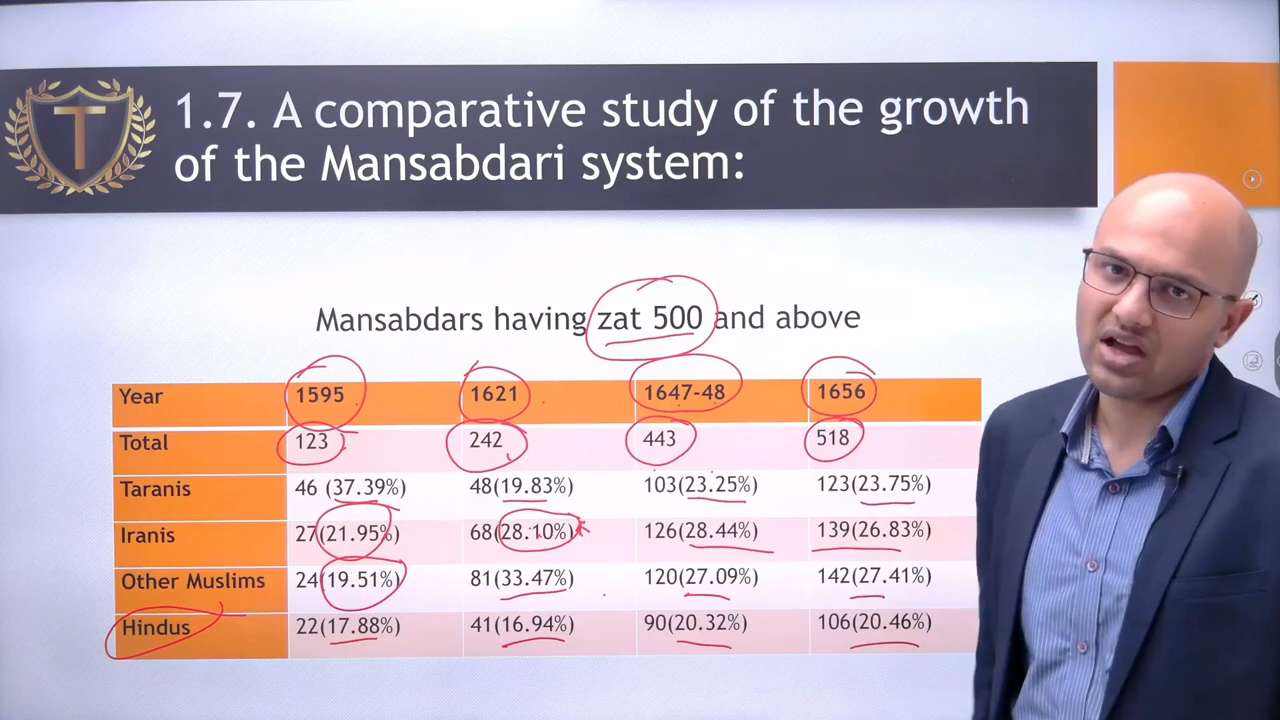 T
1.7. A comparative study of the growth
of the Mansabdari system:
Mansabdars having zat 500 and above
Year 1595 1621 1647-48 1656
Total 123 242 443 518
Taranis 46 (37.39%) 48(19.83%) 103(23.25%) 123(23.75%)
Iranis 27(21.95%) 68(28.10%) 126(28.44%) 139(26.83%)
Other Muslims 24(19.51%) 81(33.47%) 120(27.09%) 142(27.41%)
Hindus 22(17.88%) 41(16.94%) 90(20.32%) 106(20.46%)